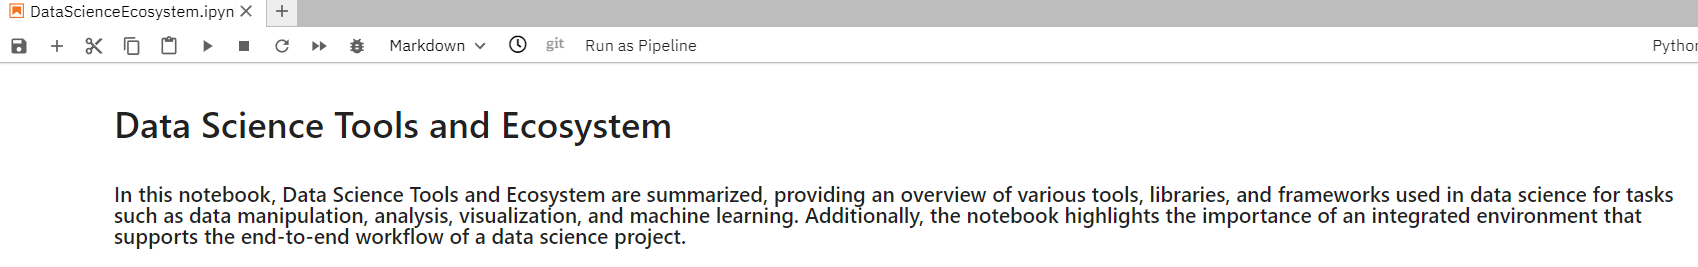 DataScienceEcosystem.ipyn
Markdown git Run as Pipeline Python
Data Science Tools and Ecosystem
In this notebook, Data Science Tools and Ecosystem are summarized, providing an overview of various tools, libraries, and frameworks used in data science for tasks
such as data manipulation, analysis, visualization, and machine learning. Additionally, the notebook highlights the importance of an integrated environment that
supports the end-to-end workflow of a data science project.